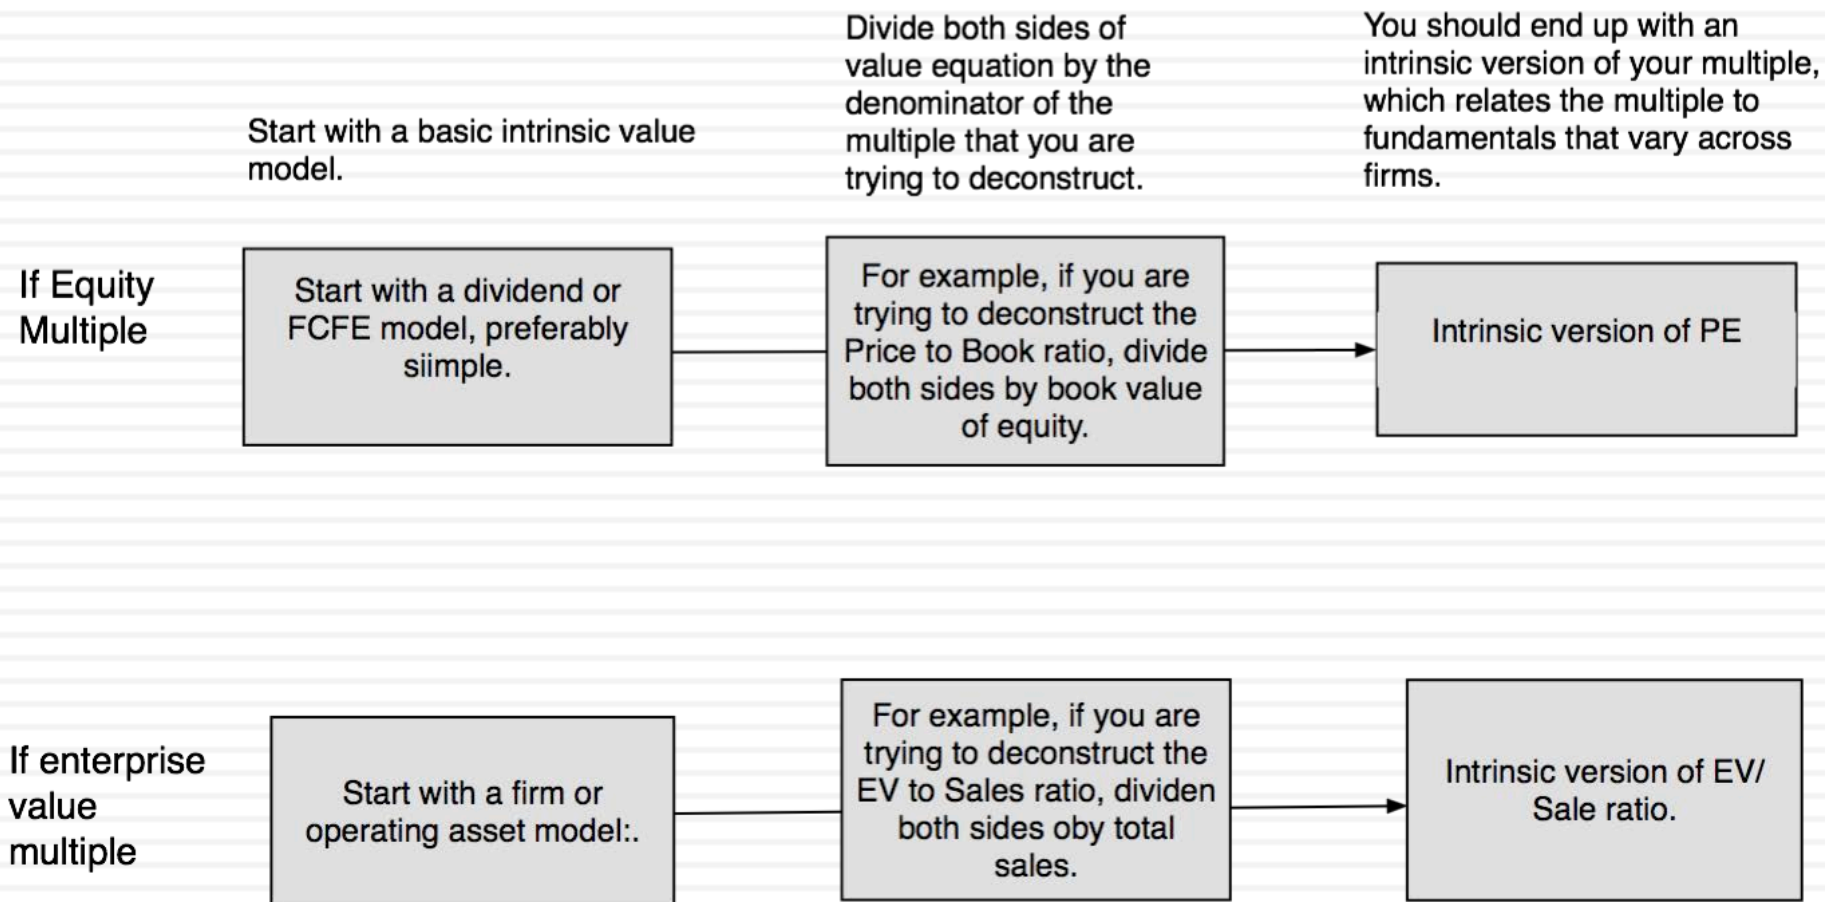 Start with a basic intrinsic value
model.
Divide both sides of
value equation by the
denominator of the
multiple that you are
trying to deconstruct.
You should end up with an
intrinsic version of your multiple,
which relates the multiple to
fundamentals that vary across
firms.
If Equity
Multiple
Start with a dividend or
FCFE model, preferably
siimple.
For example, if you are
trying to deconstruct the
Price to Book ratio, divide
both sides by book value
of equity.
Intrinsic version of PE
If enterprise
value
multiple
Start with a firm or
operating asset model:.
For example, if you are
trying to deconstruct the
EV to Sales ratio, dividen
both sides oby total
sales.
Intrinsic version of EV/
Sale ratio.